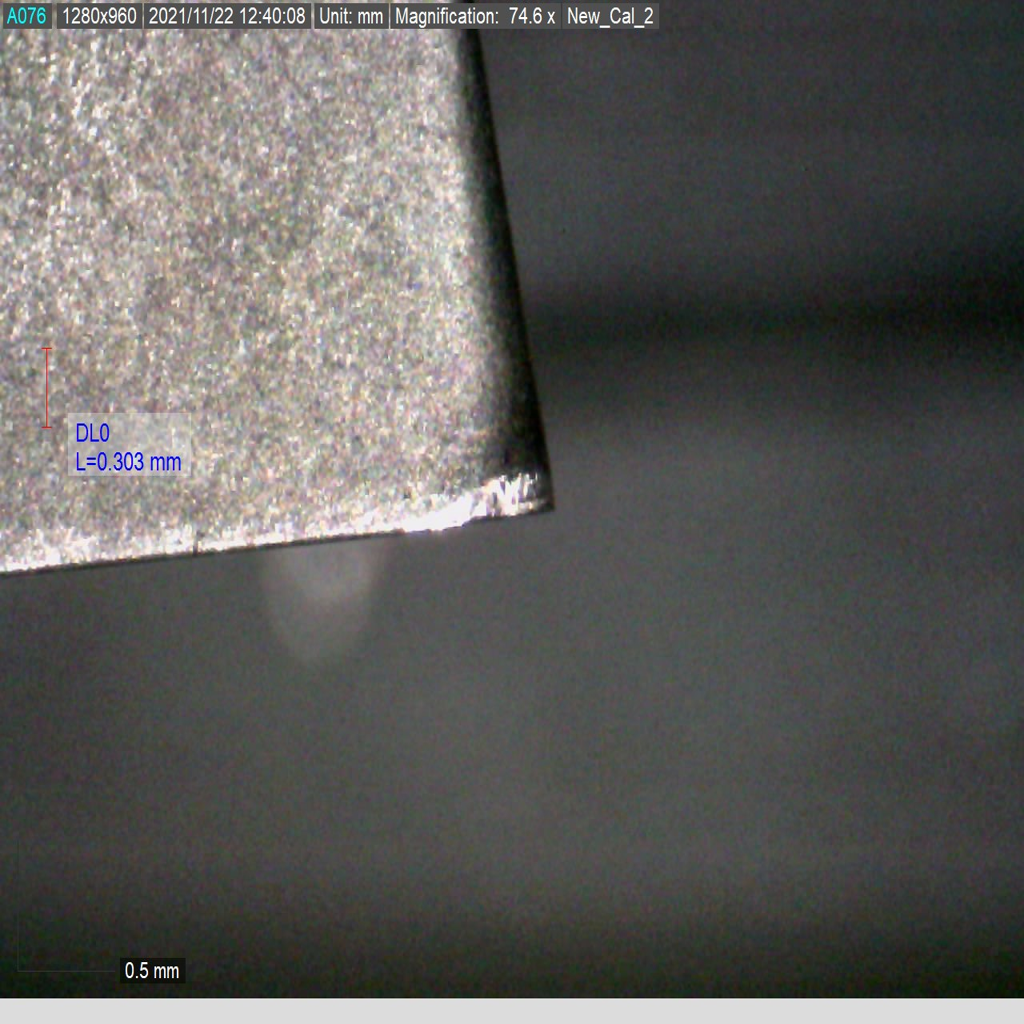 A076 1280x960 2021/11/22 12:40:08 Unit: mm Magnification: 74.6 x New_Cal_2
DL0
L=0.303 mm
0.5 mm